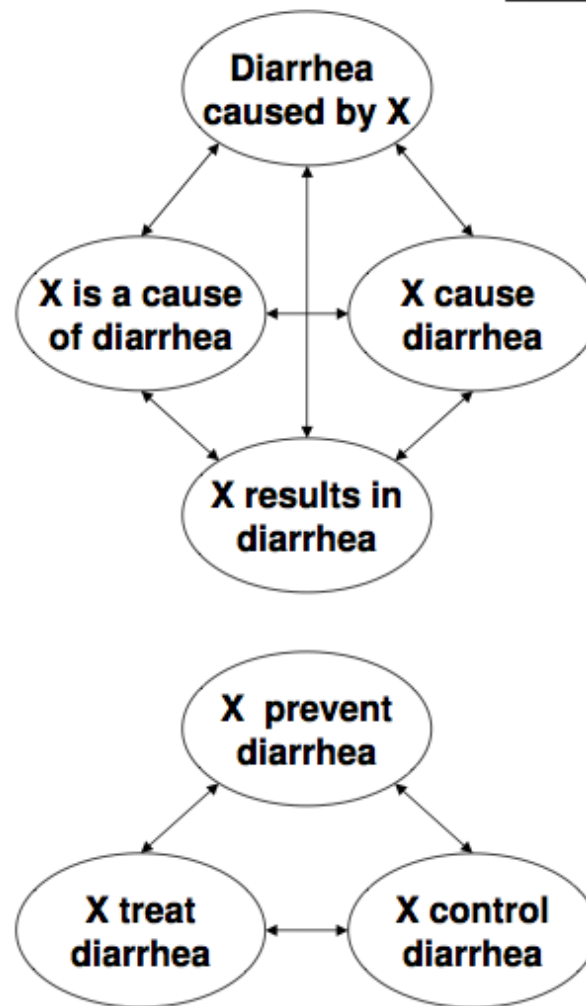 Diarrhea
caused by X
X is a cause
of diarrhea
X cause
diarrhea
X results in
diarrhea
X prevent
diarrhea
X treat
diarrhea
X control
diarrhea